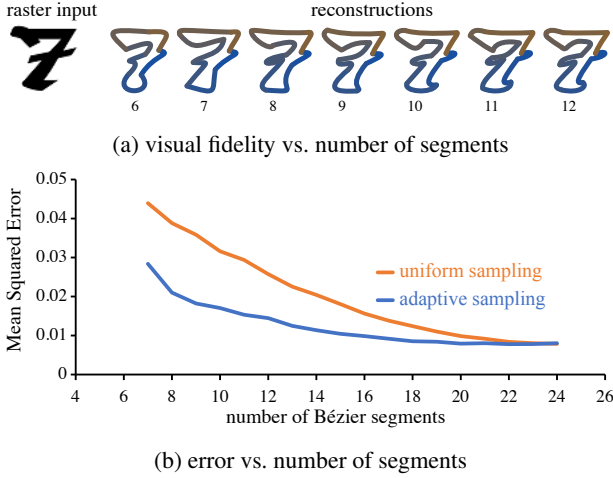 raster input reconstructions
6 7 8 9 10 11 12
(a) visual fidelity vs. number of segments
0.05
0.04
0.03
0.02
0.01
0
Mean Squared Error
uniform sampling
adaptive sampling
4 6 8 10 12 14 16 18 20 22 24 26
number of Bézier segments
(b) error vs. number of segments